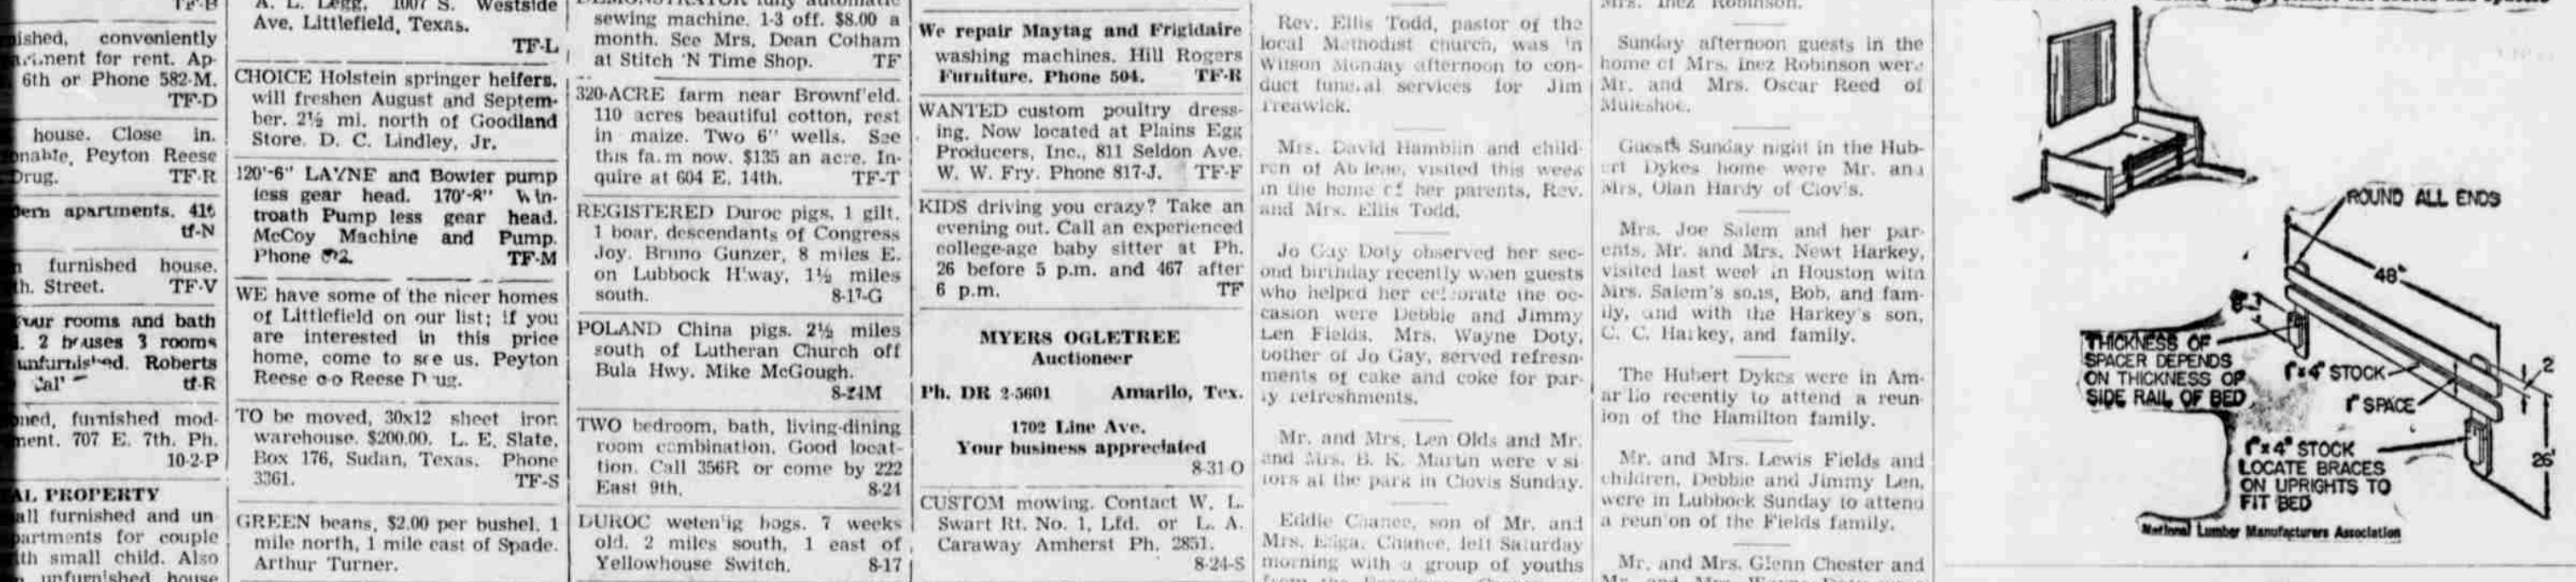 TF-B
ished, conveniently
ment for rent. Ap-
6th or Phone 582-M.
TF-D
house. Close in.
onable, Peyton Reese
Drug. TF-R
ern apartments. 416
tf-N
furnished house.
h. Street. TF-V
our rooms and bath
2 houses 3 rooms
unfurnished. Roberts
tf-R
ned, furnished mod-
ment. 707 E. 7th. Ph.
10-2-P
AL PROPERTY
all furnished and un-
partments for couple
th small child. Also
unfurnished house
A. L. Legg, 1007 S. Westside
Ave. Littlefield, Texas.
TF-L
CHOICE Holstein springer heifers.
will freshen August and Septem-
ber. 2½ mi. north of Goodland
Store. D. C. Lindley, Jr.
120'-6" LAYNE and Bowler pump
less gear head. 170'-8" Win-
troath Pump less gear head.
McCoy Machine and Pump.
Phone TF-M
WE have some of the nicer homes
of Littlefield on our list; if you
are interested in this price
home, come to see us. Peyton
Reese c-o Reese Drug.
TO be moved, 30x12 sheet iron
warehouse. $200.00. L. E. Slate,
Box 176, Sudan, Texas. Phone
3361. TF-S
GREEN beans, $2.00 per bushel. 1
mile north, 1 mile east of Spade.
Arthur Turner.
DEMONSTRATOR fully automatic
sewing machine. 1-3 off. $8.00 a
month. See Mrs. Dean Cotham
at Stitch 'N Time Shop. TF
320-ACRE farm near Brownf'eld.
110 acres beautiful cotton, rest
in maize. Two 6" wells. See
this fa.m now. $135 an acre. In-
quire at 604 E. 14th. TF-T
REGISTERED Duroc pigs. 1 gilt.
1 boar, descendants of Congress
Joy. Bruno Gunzer, 8 miles E.
on Lubbock H'way, 1½ miles
south. 8-17-G
POLAND China pigs. 2½ miles
south of Lutheran Church off
Bula Hwy. Mike McGough.
8-24M
TWO bedroom, bath, living-dining
room combination. Good locat-
tion. Call 356R or come by 222
East 9th. 8-24
DUROC weten'ig hogs. 7 weeks
old. 2 miles south, 1 east of
Yellowhouse Switch. 8-17
We repair Maytag and Frigidaire
washing machines. Hill Rogers
Furniture. Phone 504. TF-R
WANTED custom poultry dress-
ing. Now located at Plains Egg
Producers, Inc., 811 Seldon Ave.
W. W. Fry. Phone 817-J. TF-F
KIDS driving you crazy? Take an
evening out. Call an experienced
college-age baby sitter at Ph.
26 before 5 p.m. and 467 after
6 p.m. TF
MYERS OGLETREE
Auctioneer
Ph. DR 2-5601 Amarilo, Tex.
1702 Line Ave.
Your business appreciated
8-31 O
CUSTOM mowing. Contact W. L.
Swart Rt. No. 1, Lfd. or L. A.
Caraway Amherst Ph. 2851.
8-24-S
Rev. Ellis Todd, pastor of the
local Methodist church, was in
Wilson Monday afternoon to con-
duct funeral services for Jim
Treawick.
Mrs. David Hamblin and child-
ren of Abilene, visited this week
in the home of her parents, Rev.
and Mrs. Ellis Todd.
Jo Gay Doty observed her sec-
ond birthday recently when guests
who helped her celebrate the oc-
casion were Debbie and Jimmy
Len Fields. Mrs. Wayne Doty,
bother of Jo Gay, served refresn-
ments of cake and coke for par-
ty refreshments.
Mr. and Mrs. Len Olds and Mr.
and Mrs. B. K. Martin were visi-
tors at the park in Clovis Sunday.
Eddie Chance, son of Mr. and
Mrs. Chance, left Saturday
morning with a group of youths
Mrs. Inez Robinson.
Sunday afternoon guests in the
home of Mrs. Inez Robinson were
Mr. and Mrs. Oscar Reed of
Muleshoe.
Guests Sunday night in the Hub-
ert Dykes home were Mr. and
Mrs. Olan Hardy of Clov's.
Mrs. Joe Salem and her par-
ents, Mr. and Mrs. Newt Harkey,
visited last week in Houston with
Mrs. Salem's sons, Bob, and fam-
ily, and with the Harkey's son,
C. C. Harkey, and family.
The Hubert Dykes were in Am-
arillo recently to attend a reun-
ion of the Hamilton family.
Mr. and Mrs. Lewis Fields and
children, Debbie and Jimmy Len,
were in Lubbock Sunday to attend
a reun'on of the Fields family.
Mr. and Mrs. Glenn Chester and
ROUND ALL ENDS
48"
THICKNESS OF
SPACER DEPENDS
ON THICKNESS OF
SIDE RAIL OF BED
1"x4" STOCK
2
1" SPACE
1"x4" STOCK
LOCATE BRACES
ON UPRIGHTS TO
FIT BED
26"
National Lumber Manufacturers Association